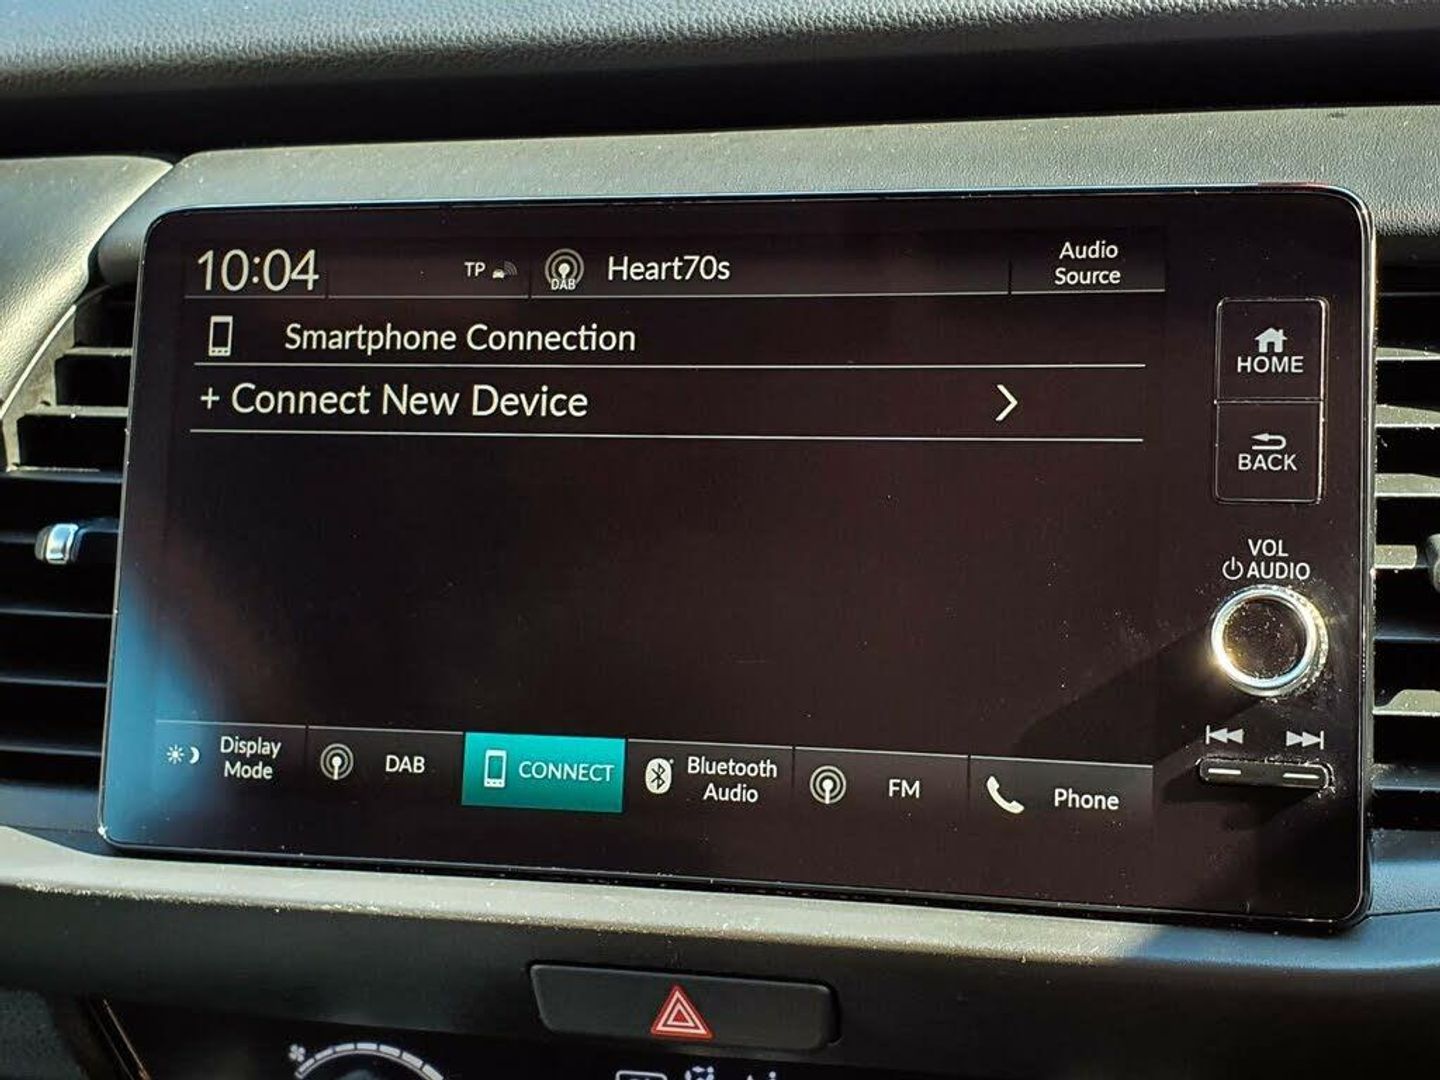 10:04
TP
DAB
Heart70s
Audio
Source
Smartphone Connection
+ Connect New Device
HOME
BACK
VOL
AUDIO
Display
Mode
DAB
CONNECT
Bluetooth
Audio
FM
Phone